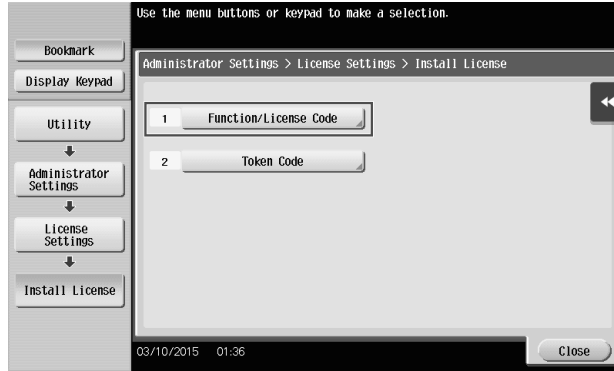 Use the menu buttons or keypad to make a selection.
Bookmark
Display Keypad
Administrator Settings > License Settings > Install License
Utility
1 Function/License Code
2 Token Code
Administrator
Settings
License
Settings
Install License
03/10/2015 01:36
Close